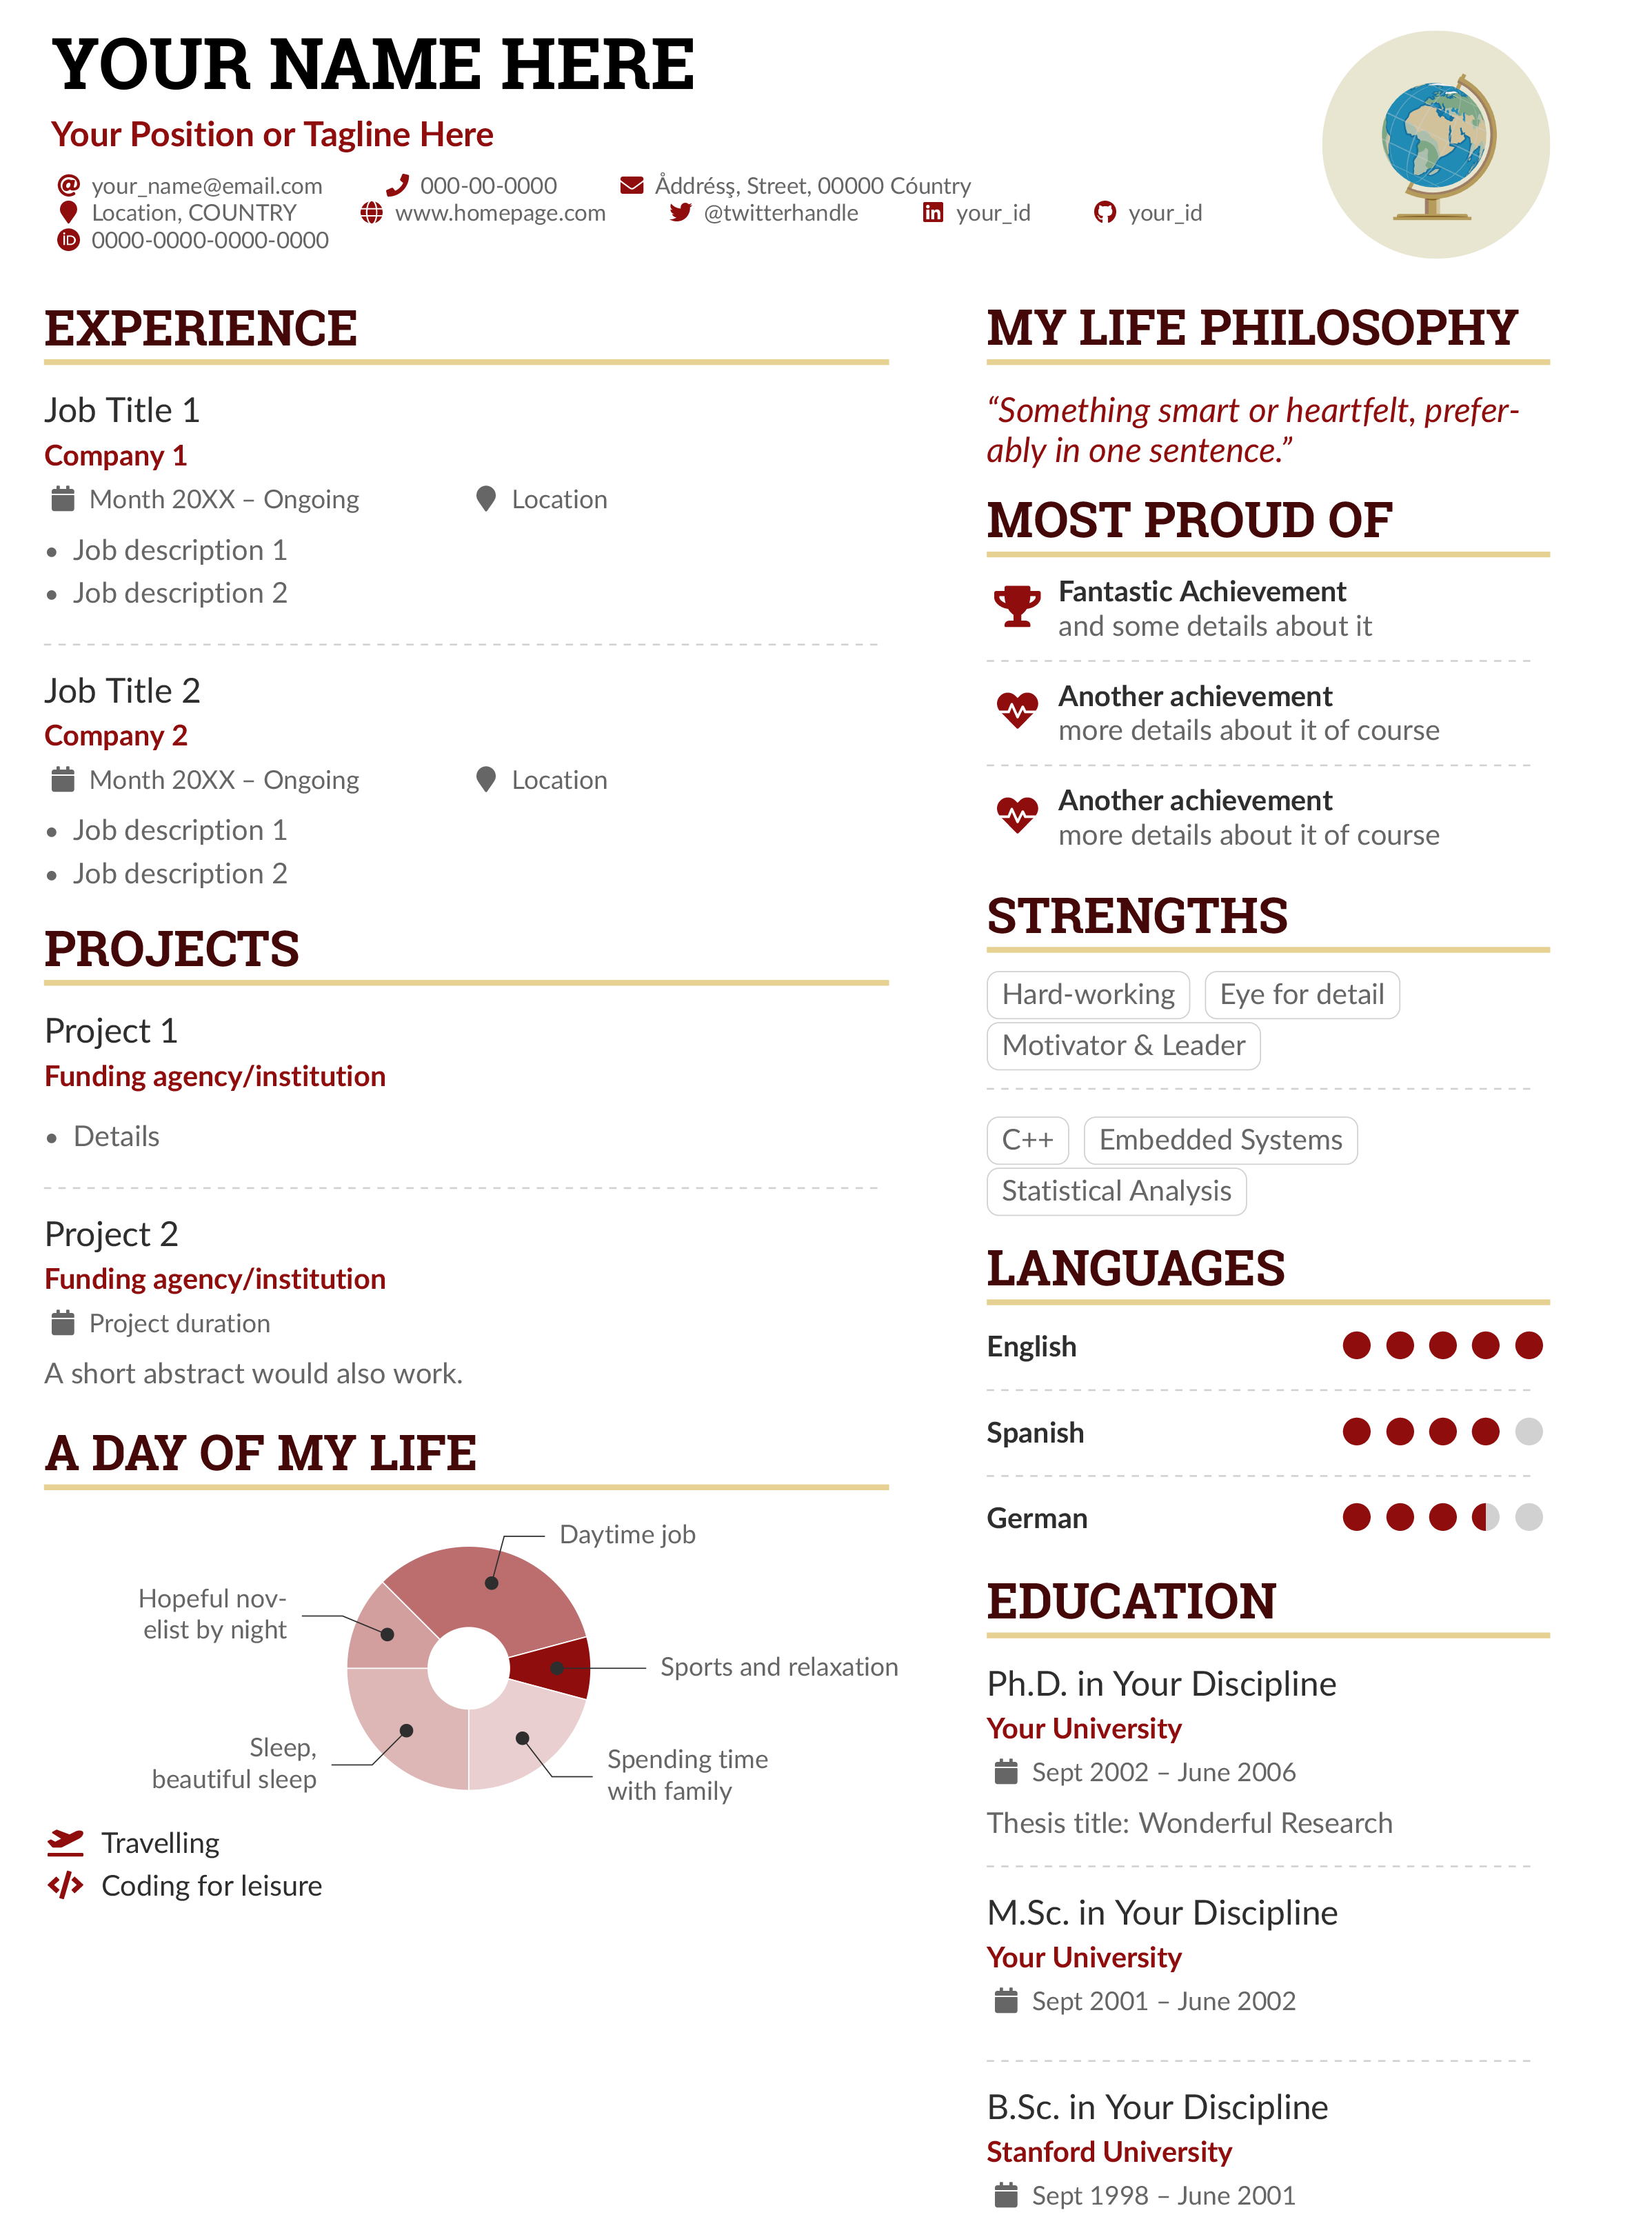 YOUR NAME HERE
Your Position or Tagline Here
your_name@email.com 000-00-0000 Åddrésş, Street, 00000 Cóuntry
Location, COUNTRY www.homepage.com @twitterhandle your_id your_id
0000-0000-0000-0000
EXPERIENCE
Job Title 1
Company 1
Month 20XX – Ongoing Location
• Job description 1
• Job description 2
Job Title 2
Company 2
Month 20XX – Ongoing Location
• Job description 1
• Job description 2
PROJECTS
Project 1
Funding agency/institution
• Details
Project 2
Funding agency/institution
Project duration
A short abstract would also work.
A DAY OF MY LIFE
Daytime job
Hopeful nov-
elist by night
Sports and relaxation
Sleep,
beautiful sleep
Spending time
with family
Travelling
Coding for leisure
MY LIFE PHILOSOPHY
“Something smart or heartfelt, prefer-
ably in one sentence.”
MOST PROUD OF
Fantastic Achievement
and some details about it
Another achievement
more details about it of course
Another achievement
more details about it of course
STRENGTHS
Hard-working Eye for detail
Motivator & Leader
C++ Embedded Systems
Statistical Analysis
LANGUAGES
English
Spanish
German
EDUCATION
Ph.D. in Your Discipline
Your University
Sept 2002 – June 2006
Thesis title: Wonderful Research
M.Sc. in Your Discipline
Your University
Sept 2001 – June 2002
B.Sc. in Your Discipline
Stanford University
Sept 1998 – June 2001